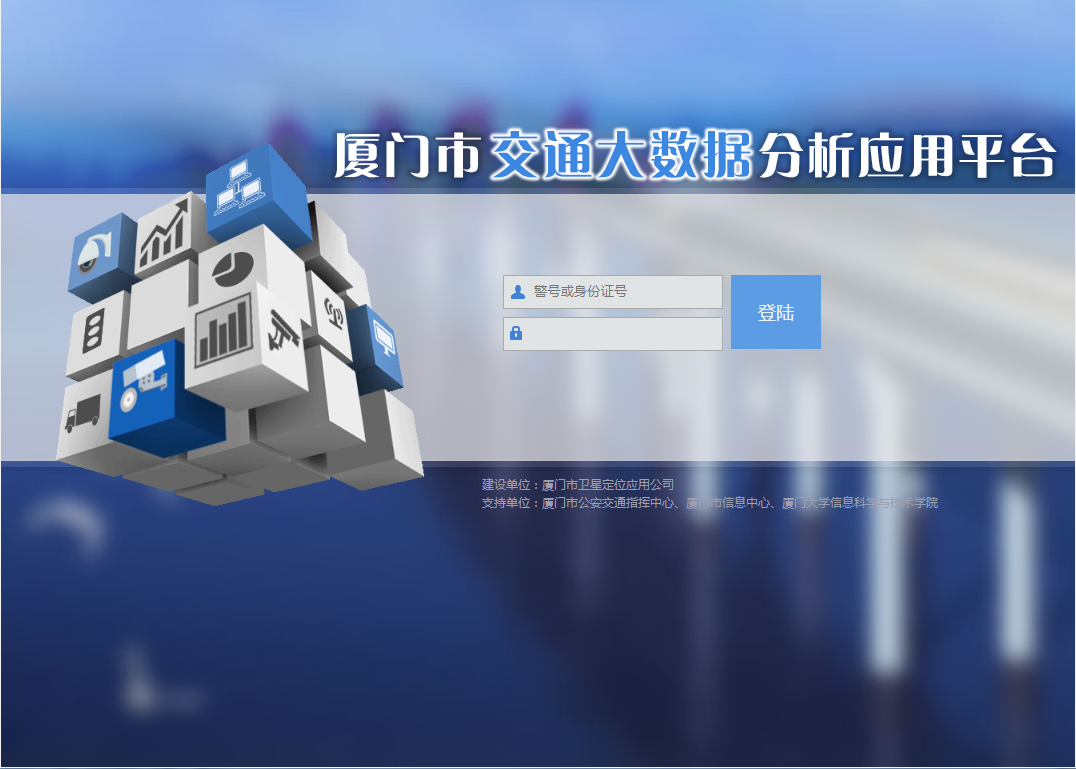 厦门市交通大数据分析应用平台
警号或身份证号
登陆
建设单位：厦门市卫星定位应用公司
支持单位：厦门市公安交通指挥中心、厦门市信息中心、厦门大学信息科学与技术学院